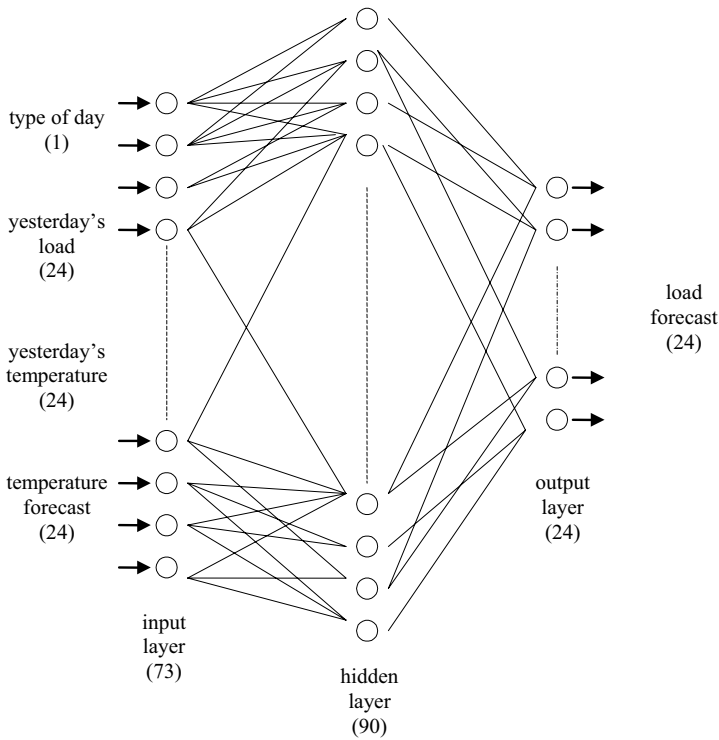 type of day
(1)
yesterday's
load
(24)
yesterday's
temperature
(24)
temperature
forecast
(24)
input
layer
(73)
hidden
layer
(90)
output
layer
(24)
load
forecast
(24)